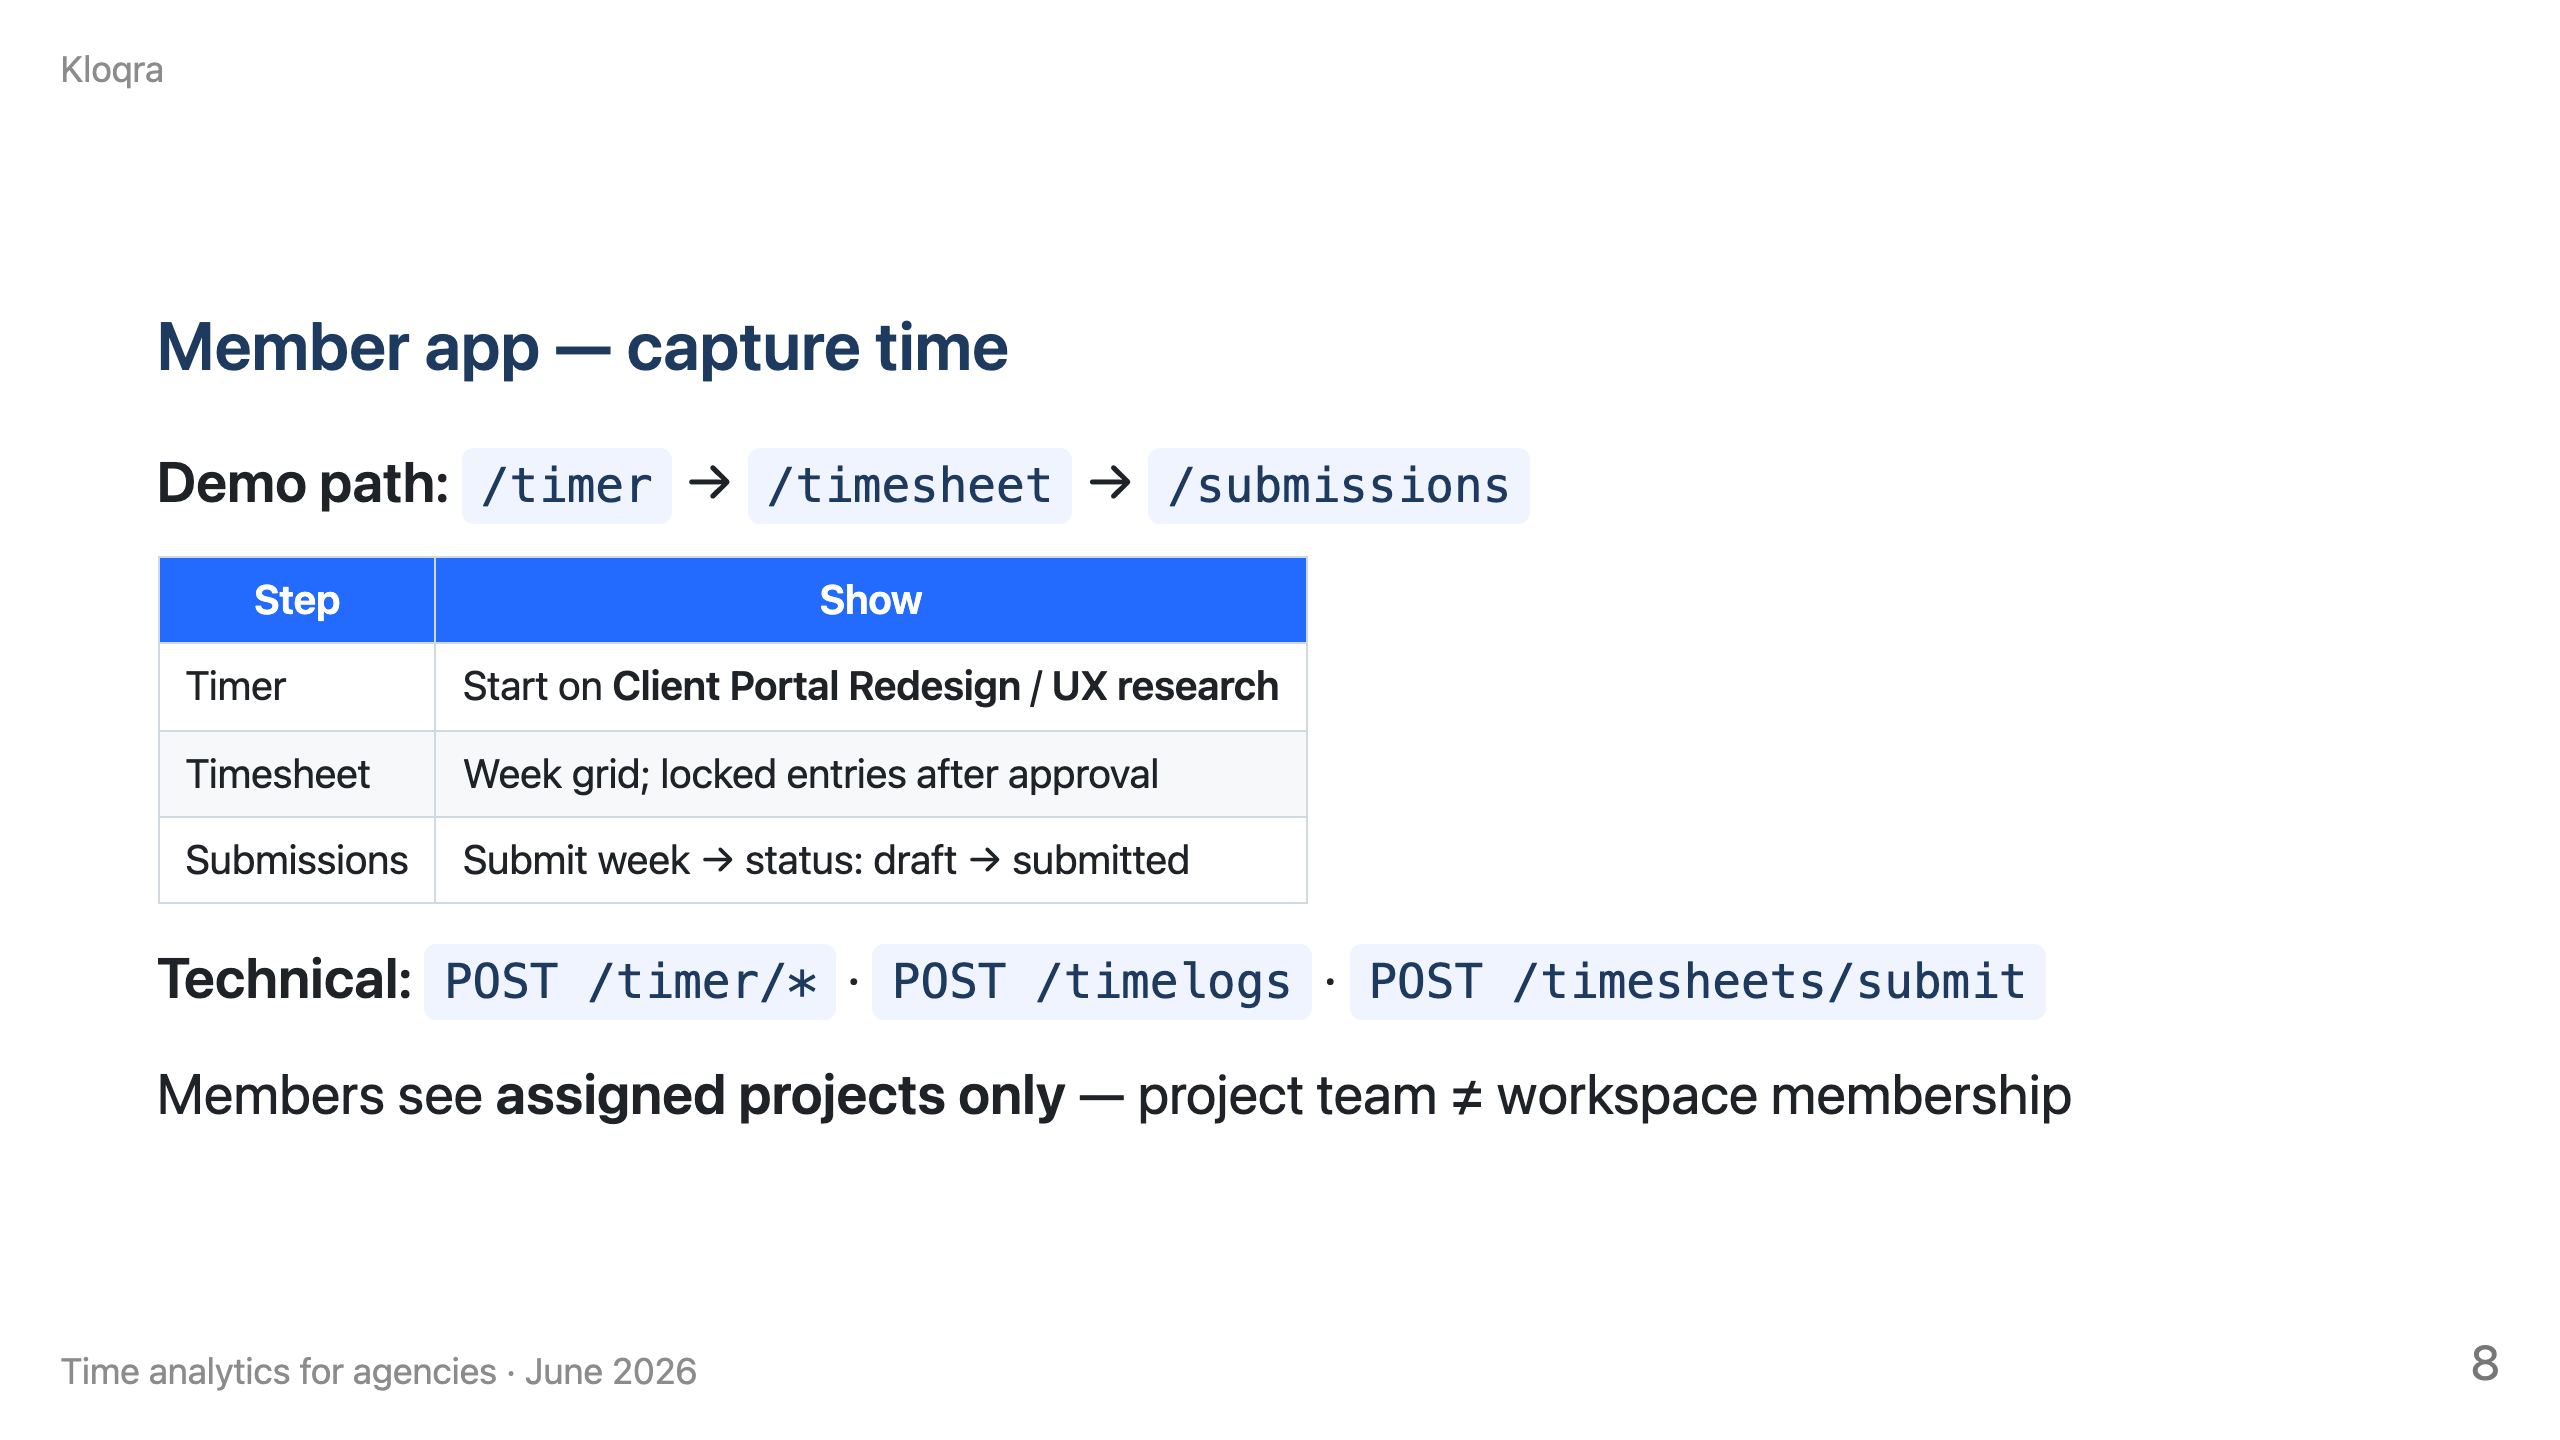 Kloqra
Member app — capture time
Demo path: /timer → /timesheet → /submissions
Step Show
Timer Start on Client Portal Redesign / UX research
Timesheet Week grid; locked entries after approval
Submissions Submit week → status: draft → submitted
Technical: POST /timer/* · POST /timelogs · POST /timesheets/submit
Members see assigned projects only — project team ≠ workspace membership
Time analytics for agencies · June 2026
8